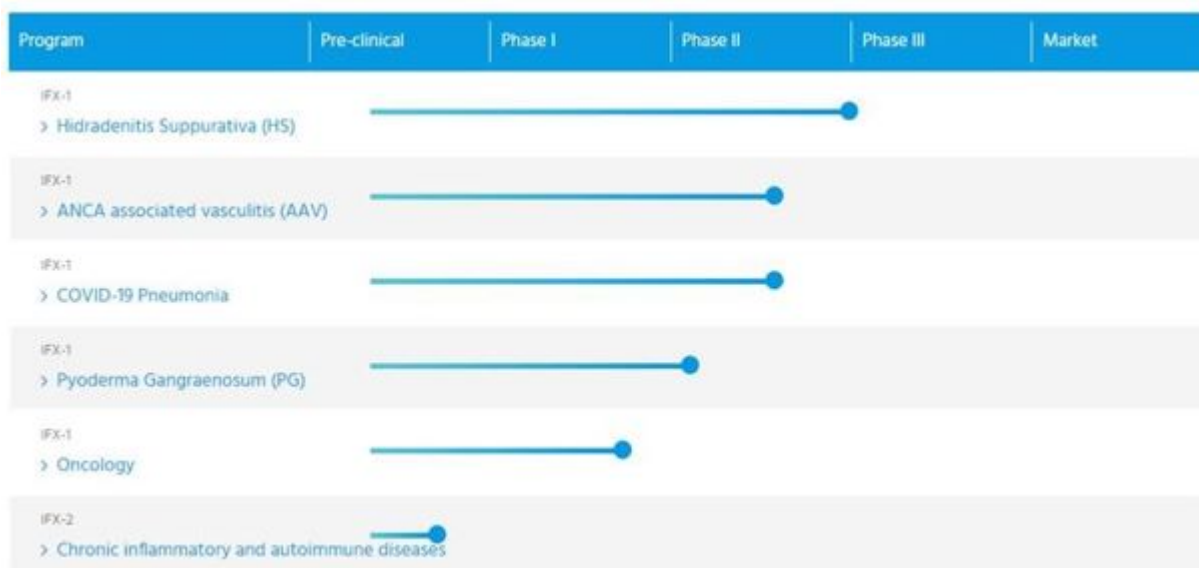 Program Pre-clinical Phase I Phase II Phase III Market
IFX-1
> Hidradenitis Suppurativa (HS)
IFX-1
> ANCA associated vasculitis (AAV)
IFX-1
> COVID-19 Pneumonia
IFX-1
> Pyoderma Gangraenosum (PG)
IFX-1
> Oncology
IFX-2
> Chronic inflammatory and autoimmune diseases